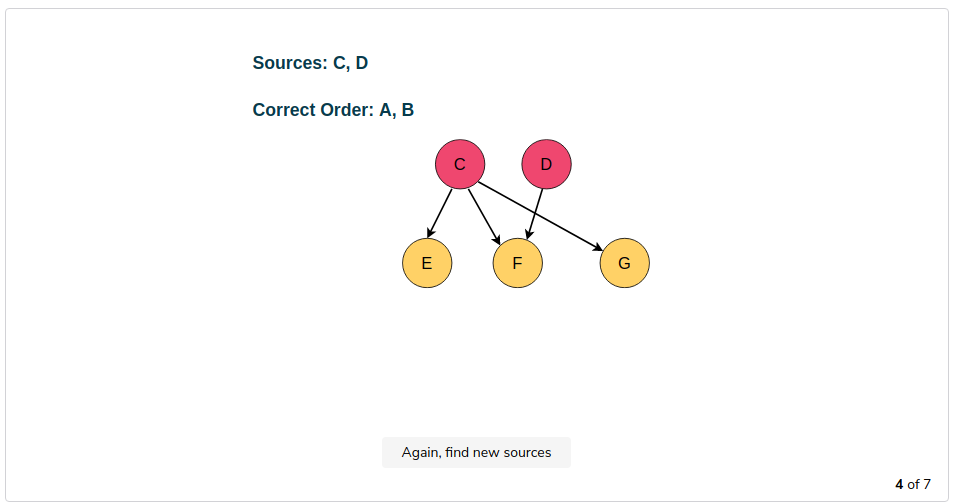 Sources: C, D
Correct Order: A, B
C D
E F G
Again, find new sources
4 of 7